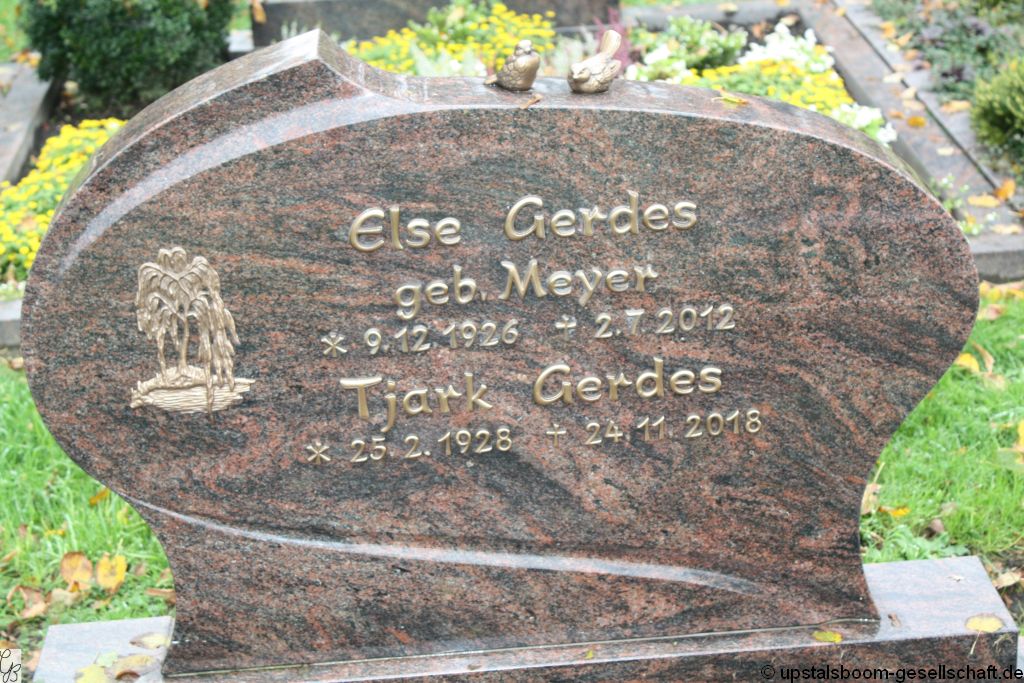 Else Gerdes
geb. Meyer
* 9.12.1926 † 2.7.2012
Tjark Gerdes
* 25.2.1928 † 24.11.2018
© upstalsboom-gesellschaft.de